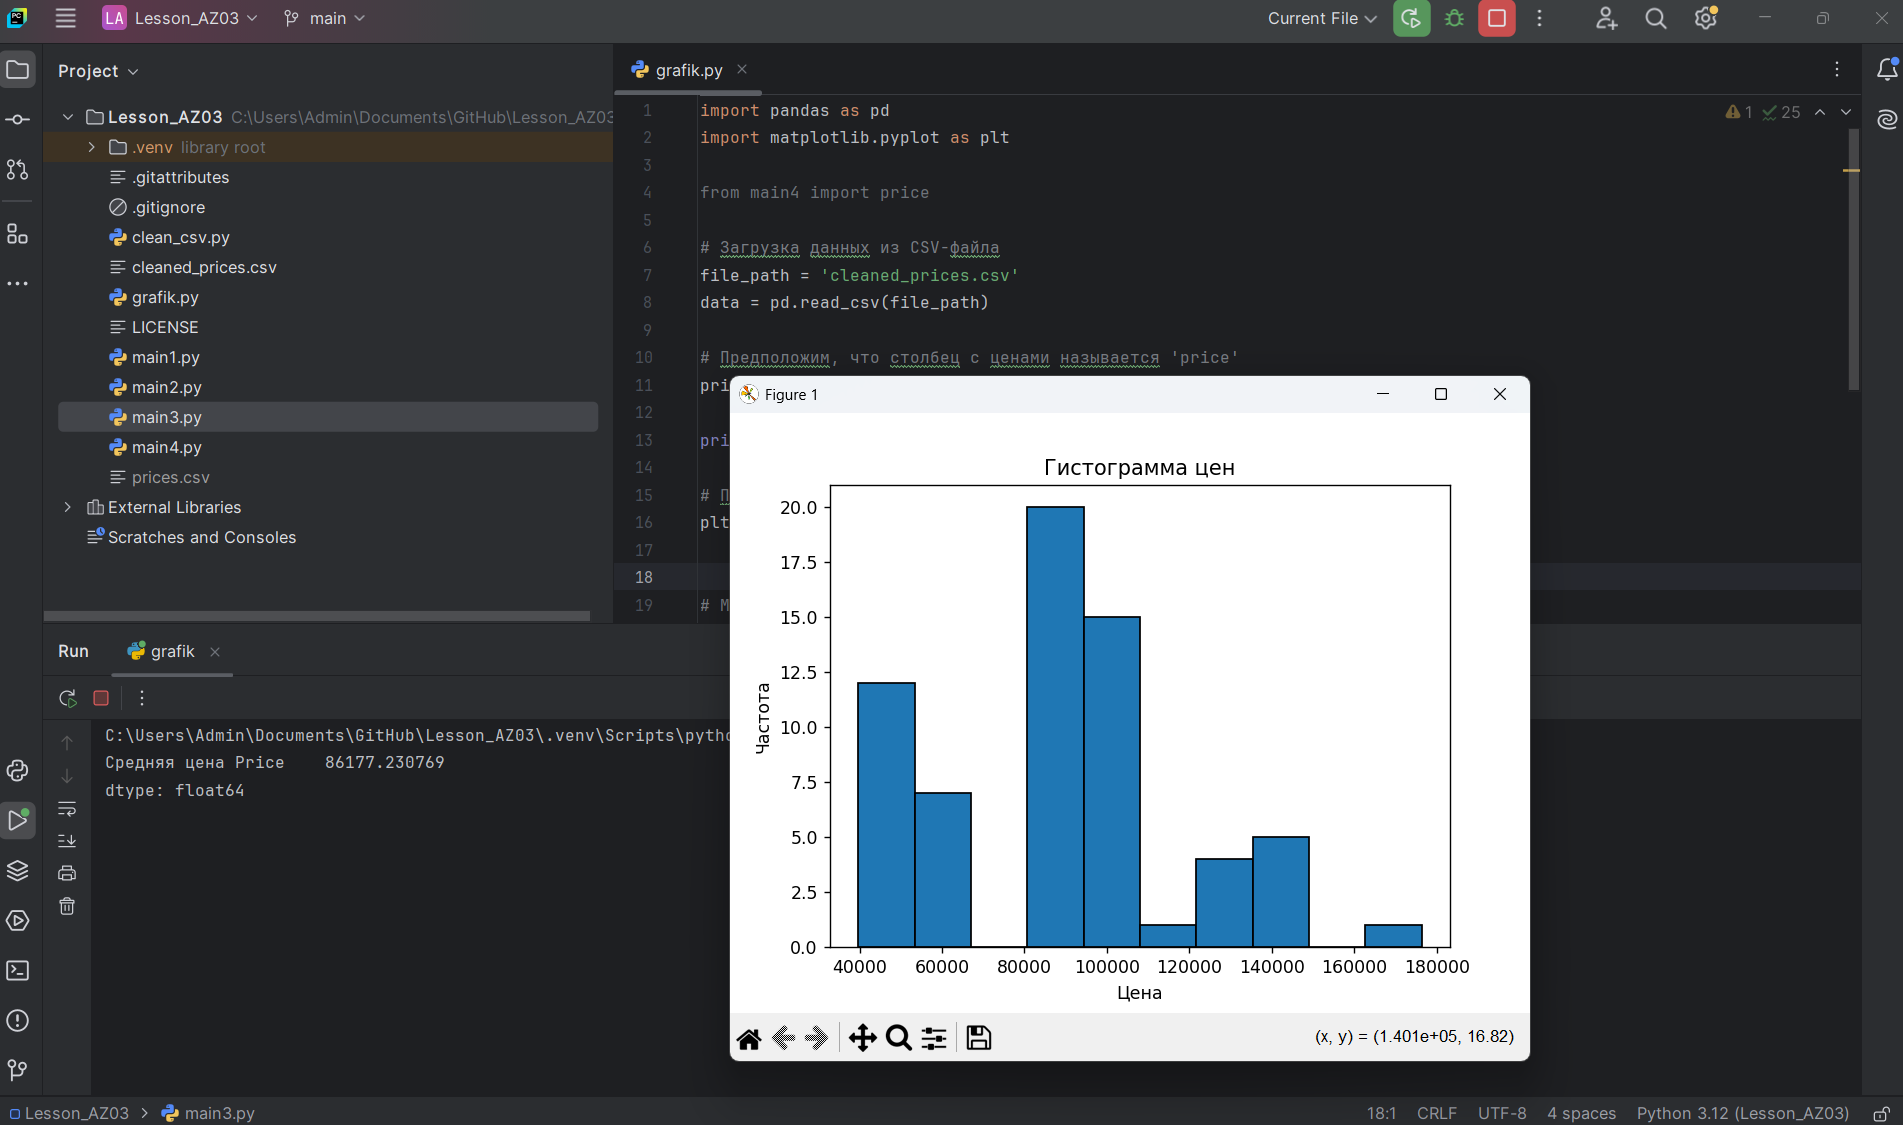 LA Lesson_AZ03 main Current File
Project
Lesson_AZ03 C:\Users\Admin\Documents\GitHub\Lesson_AZ03
.venv library root
.gitattributes
.gitignore
clean_csv.py
cleaned_prices.csv
grafik.py
LICENSE
main1.py
main2.py
main3.py
main4.py
prices.csv
External Libraries
Scratches and Consoles
grafik.py
1 import pandas as pd
2 import matplotlib.pyplot as plt
3
4 from main4 import price
5
6 # Загрузка данных из CSV-файла
7 file_path = 'cleaned_prices.csv'
8 data = pd.read_csv(file_path)
9
10 # Предположим, что столбец с ценами называется 'price'
11 pri
12
13 pri
14
15 # П
16 plt
17
18
19 # М
1 25
Run grafik
C:\Users\Admin\Documents\GitHub\Lesson_AZ03\.venv\Scripts\pytho
Средняя цена Price 86177.230769
dtype: float64
Figure 1
Гистограмма цен
Частота
20.0
17.5
15.0
12.5
10.0
7.5
5.0
2.5
0.0
40000 60000 80000 100000 120000 140000 160000 180000
Цена
(x, y) = (1.401e+05, 16.82)
Lesson_AZ03 main3.py 18:1 CRLF UTF-8 4 spaces Python 3.12 (Lesson_AZ03)